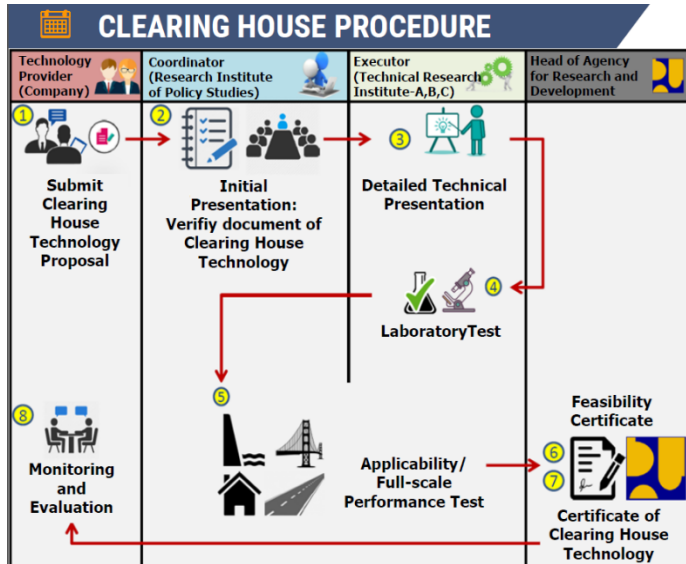 CLEARING HOUSE PROCEDURE
Technology
Provider
(Company)
Coordinator
(Research Institute
of Policy Studies)
Executor
(Technical Research
Institute-A,B,C)
Head of Agency
for Research and
Development
1
Submit
Clearing
House
Technology
Proposal
2
Initial
Presentation:
Verifiy document of
Clearing House
Technology
3
Detailed Technical
Presentation
4
LaboratoryTest
5
Applicability/
Full-scale
Performance Test
Feasibility
Certificate
6
7
Certificate of
Clearing House
Technology
8
Monitoring
and
Evaluation